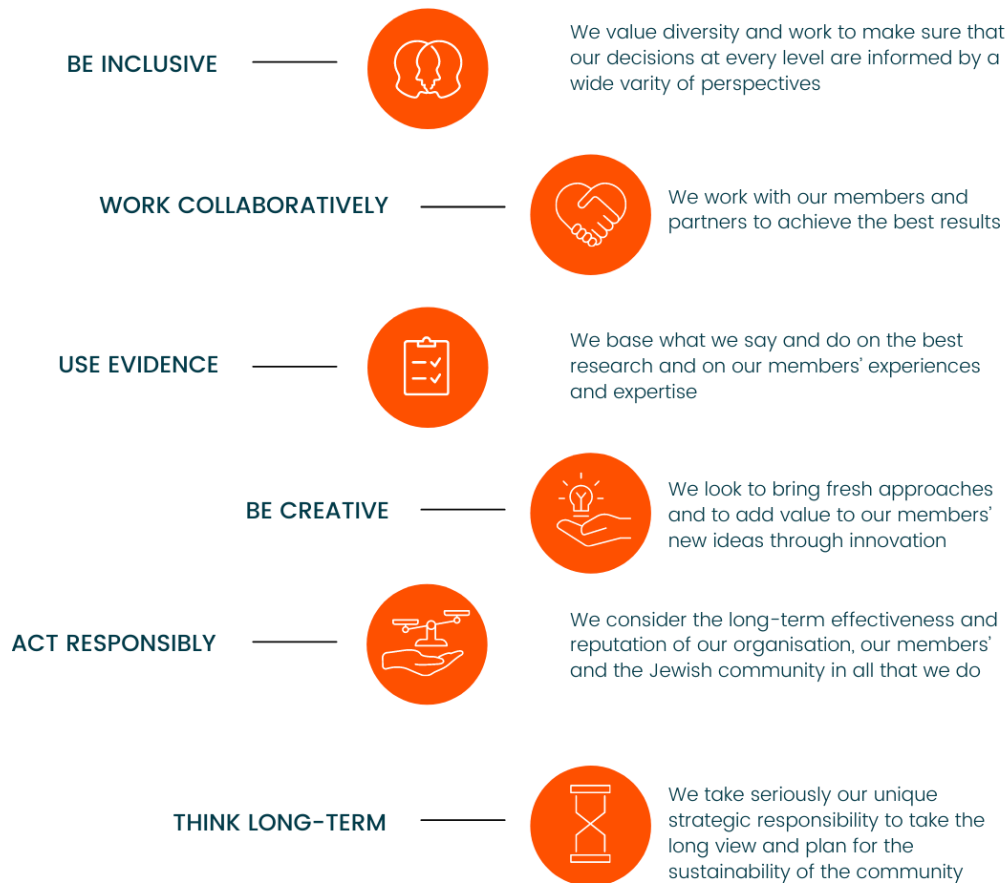 BE INCLUSIVE
We value diversity and work to make sure that
our decisions at every level are informed by a
wide varity of perspectives
WORK COLLABORATIVELY
We work with our members and
partners to achieve the best results
USE EVIDENCE
We base what we say and do on the best
research and on our members’ experiences
and expertise
BE CREATIVE
We look to bring fresh approaches
and to add value to our members’
new ideas through innovation
ACT RESPONSIBLY
We consider the long-term effectiveness and
reputation of our organisation, our members’
and the Jewish community in all that we do
THINK LONG-TERM
We take seriously our unique
strategic responsibility to take the
long view and plan for the
sustainability of the community